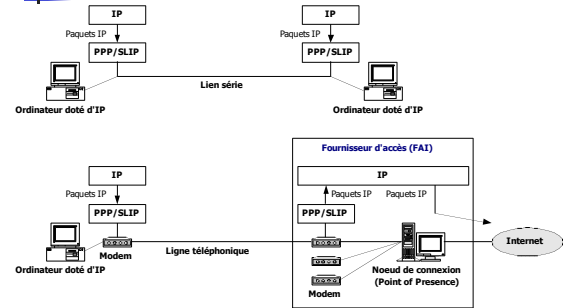 IP
IP
Paquets IP
Paquets IP
PPP/SLIP
PPP/SLIP
Lien série
Ordinateur doté d'IP
Ordinateur doté d'IP
Fournisseur d'accès (FAI)
IP
IP
Paquets IP
Paquets IP
Paquets IP
PPP/SLIP
PPP/SLIP
Internet
Ligne téléphonique
Modem
Ordinateur doté d'IP
Noeud de connexion
(Point of Presence)
Modem